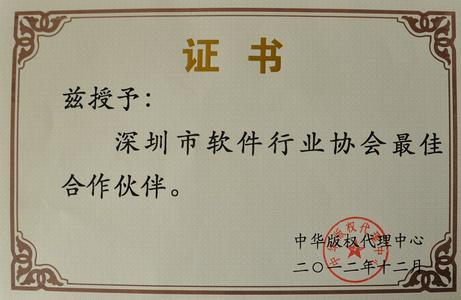 证书
兹授予：
深圳市软件行业协会最佳
合作伙伴。
中华版权代理中心
二〇一二年十二月